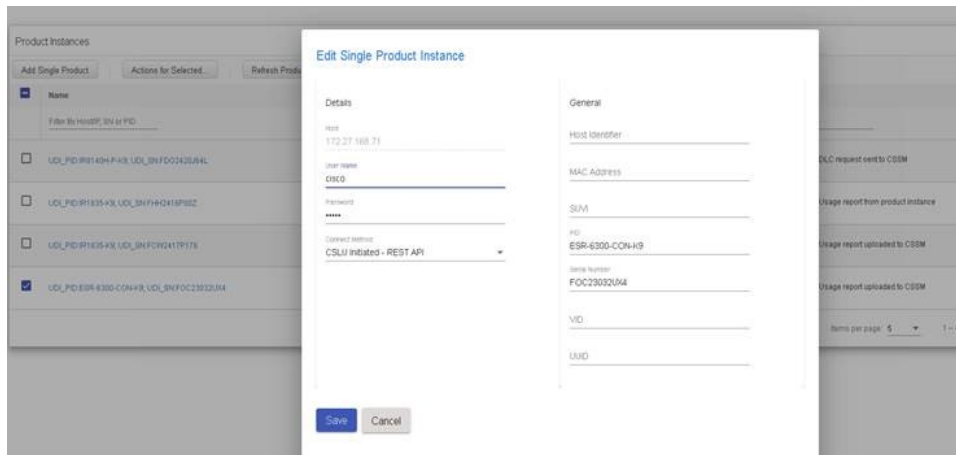 Product Instances
Add Single Product
Actions for Selected...
Refresh Produ
Name
Filter By HostIP, SN or PID
UDI_PID:IR8140H-P-K9; UDI_SN:FDO2420J94L
DLC request sent to CSSM
UDI_PID:IR1835-K9; UDI_SN:FHH2416P00Z
Usage report from product instance
UDI_PID:IR1835-K9; UDI_SN:FCW2417P178
Usage report uploaded to CSSM
UDI_PID:ESR-6300-CON-K9; UDI_SN:FOC23032UX4
Usage report uploaded to CSSM
Items per page: 5
Edit Single Product Instance
Details
Host
172.27.168.71
User Name
cisco
Password
•••••
Connect Method
CSLU Initiated - REST API
General
Host Identifier
MAC Address
SUVI
PID
ESR-6300-CON-K9
Serial Number
FOC23032UX4
VID
UUID
Save
Cancel